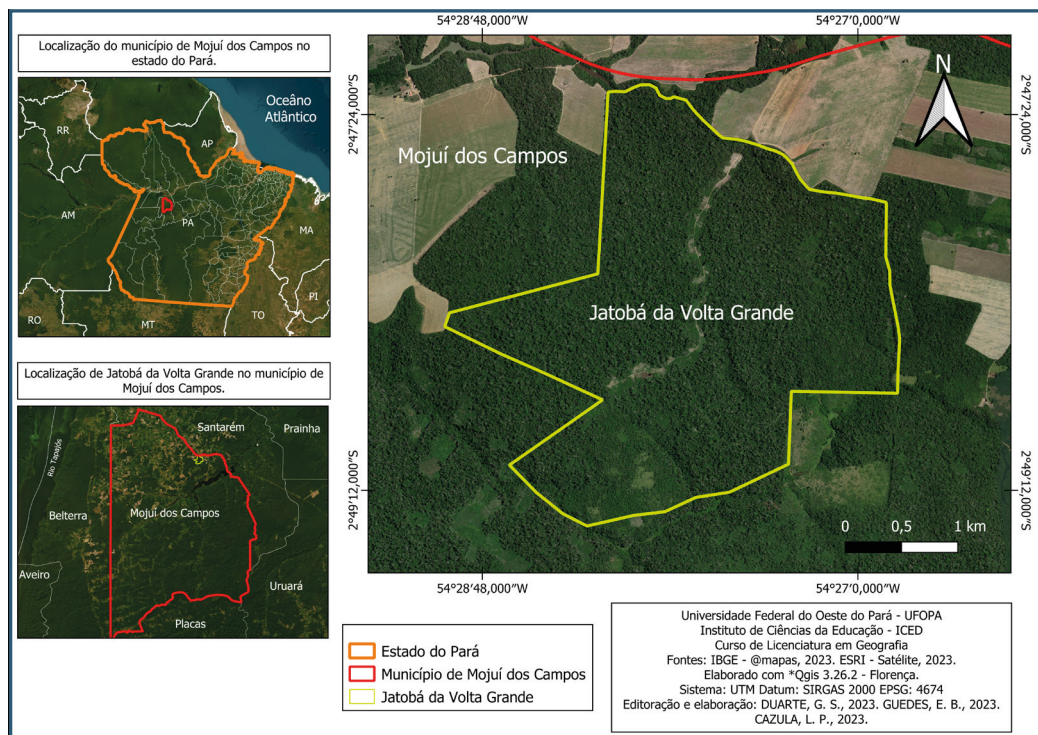 Localização do município de Mojuí dos Campos no
estado do Pará.
Oceâno
Atlântico
RR
AP
AM
PA
MA
PI
TO
RO
MT
Localização de Jatobá da Volta Grande no município de
Mojuí dos Campos.
Santarém
Prainha
Rio Tapajós
Mojuí dos Campos
Belterra
Aveiro
Uruará
Placas
54°28'48,000"W
54°27'0,000"W
2°47'24,000"S
2°47'24,000"S
N
Mojuí dos Campos
Jatobá da Volta Grande
2°49'12,000"S
2°49'12,000"S
0 0,5 1 km
54°28'48,000"W
54°27'0,000"W
Estado do Pará
Município de Mojuí dos Campos
Jatobá da Volta Grande
Universidade Federal do Oeste do Pará - UFOPA
Instituto de Ciências da Educação - ICED
Curso de Licenciatura em Geografia
Fontes: IBGE - @mapas, 2023. ESRI - Satélite, 2023.
Elaborado com *Qgis 3.26.2 - Florença.
Sistema: UTM Datum: SIRGAS 2000 EPSG: 4674
Editoração e elaboração: DUARTE, G. S., 2023. GUEDES, E. B., 2023.
CAZULA, L. P., 2023.